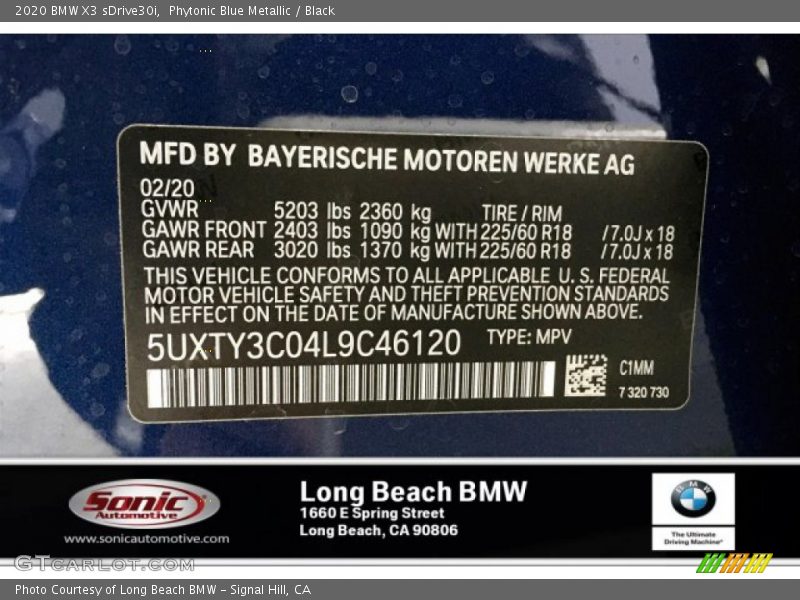 2020 BMW X3 sDrive30i, Phytonic Blue Metallic / Black
MFD BY BAYERISCHE MOTOREN WERKE AG
02/20
GVWR 5203 lbs 2360 kg TIRE / RIM
GAWR FRONT 2403 lbs 1090 kg WITH 225/60 R18 /7.0J x 18
GAWR REAR 3020 lbs 1370 kg WITH 225/60 R18 /7.0J x 18
THIS VEHICLE CONFORMS TO ALL APPLICABLE U. S. FEDERAL
MOTOR VEHICLE SAFETY AND THEFT PREVENTION STANDARDS
IN EFFECT ON THE DATE OF MANUFACTURE SHOWN ABOVE.
5UXTY3C04L9C46120 TYPE: MPV
C1MM
7 320 730
Sonic
Automotive
www.sonicautomotive.com
Long Beach BMW
1660 E Spring Street
Long Beach, CA 90806
BMW
The Ultimate
Driving Machine®
GTcarlot.com
Photo Courtesy of Long Beach BMW - Signal Hill, CA